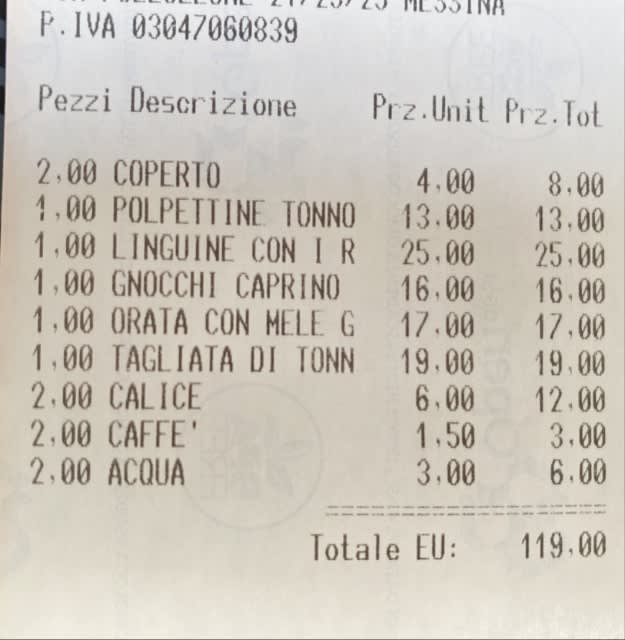 21/23/25 MESSINA
P.IVA 03047060839
Pezzi Descrizione Prz.Unit Prz.Tot
2,00 COPERTO 4,00 8,00
1,00 POLPETTINE TONNO 13,00 13,00
1,00 LINGUINE CON I R 25,00 25,00
1,00 GNOCCHI CAPRINO 16,00 16,00
1,00 ORATA CON MELE G 17,00 17,00
1,00 TAGLIATA DI TONN 19,00 19,00
2,00 CALICE 6,00 12,00
2,00 CAFFE' 1,50 3,00
2,00 ACQUA 3,00 6,00
Totale EU: 119,00